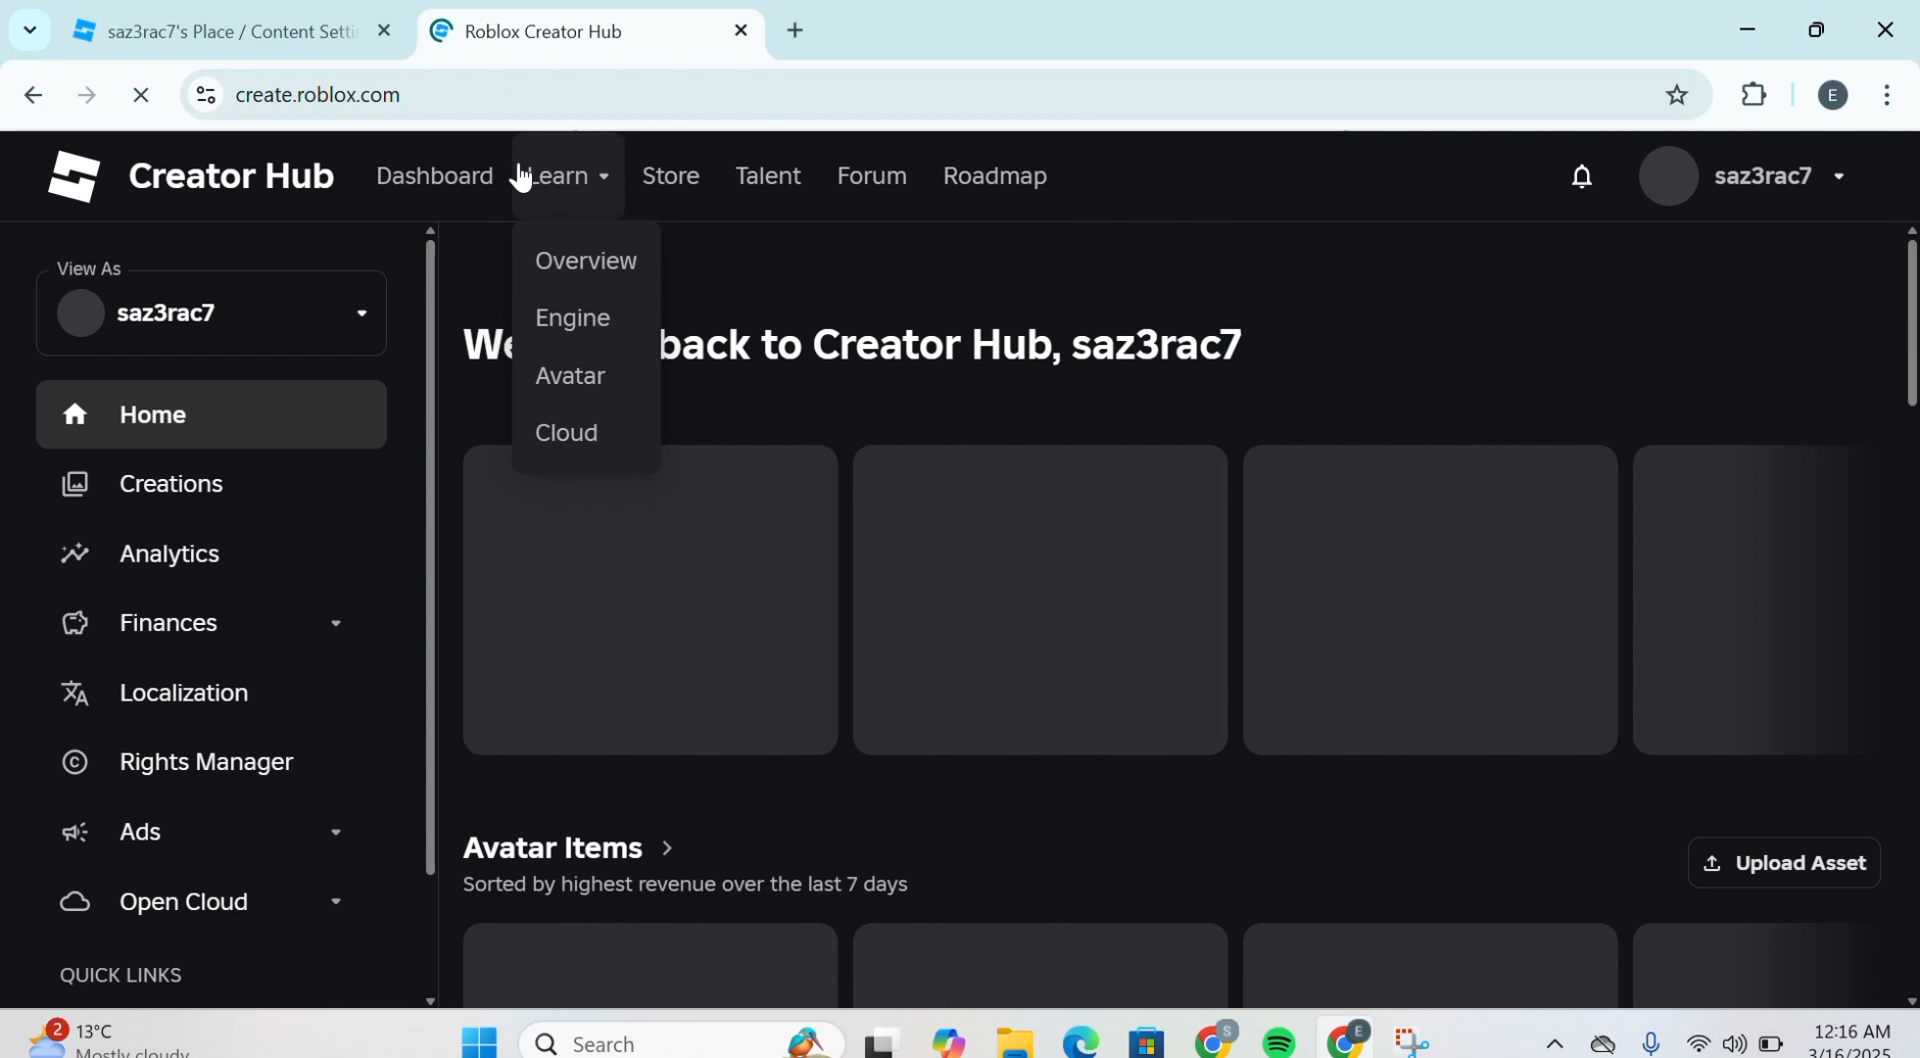 saz3rac7's Place / Content Setti
Roblox Creator Hub
create.roblox.com
E
Creator Hub
Dashboard
Learn
Store
Talent
Forum
Roadmap
saz3rac7
View As
saz3rac7
Overview
Engine
Avatar
Cloud
We back to Creator Hub, saz3rac7
Home
Creations
Analytics
Finances
Localization
Rights Manager
Ads
Open Cloud
QUICK LINKS
Avatar Items
Sorted by highest revenue over the last 7 days
Upload Asset
2
13°C
Mostly cloudy
Search
S
E
12:16 AM
3/16/2025